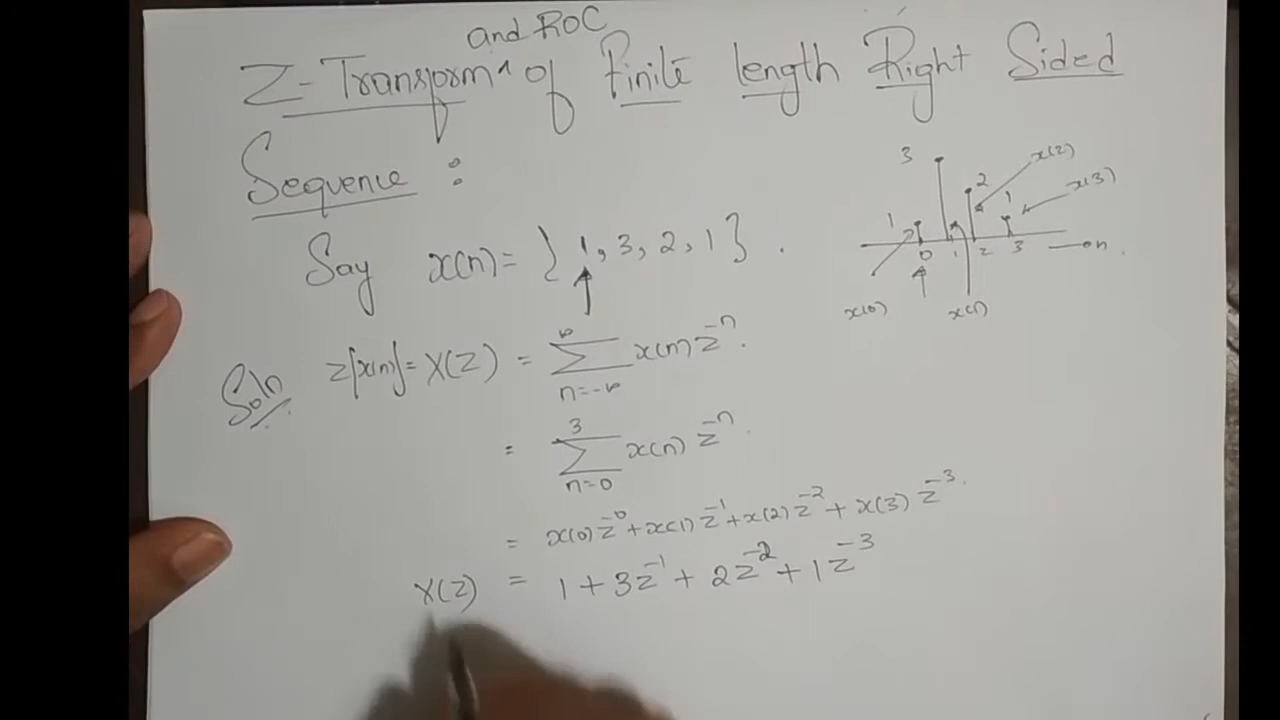 and ROC
Z-Transform^n of Finite length Right Sided
Sequence :
Say x(n) = { 1, 3, 2, 1 } .
↑
3
x(2)
2
x(3)
1
1
0 1 2 3 → n
↑
x(0) x(1)
Soln Z[x(n)] = X(Z) = ∑_{n=-∞}^{∞} x(n) z^{-n}.
= ∑_{n=0}^{3} x(n) z^{-n}.
= x(0) z^{-0} + x(1) z^{-1} + x(2) z^{-2} + x(3) z^{-3}.
X(Z) = 1 + 3z^{-1} + 2z^{-2} + 1z^{-3}